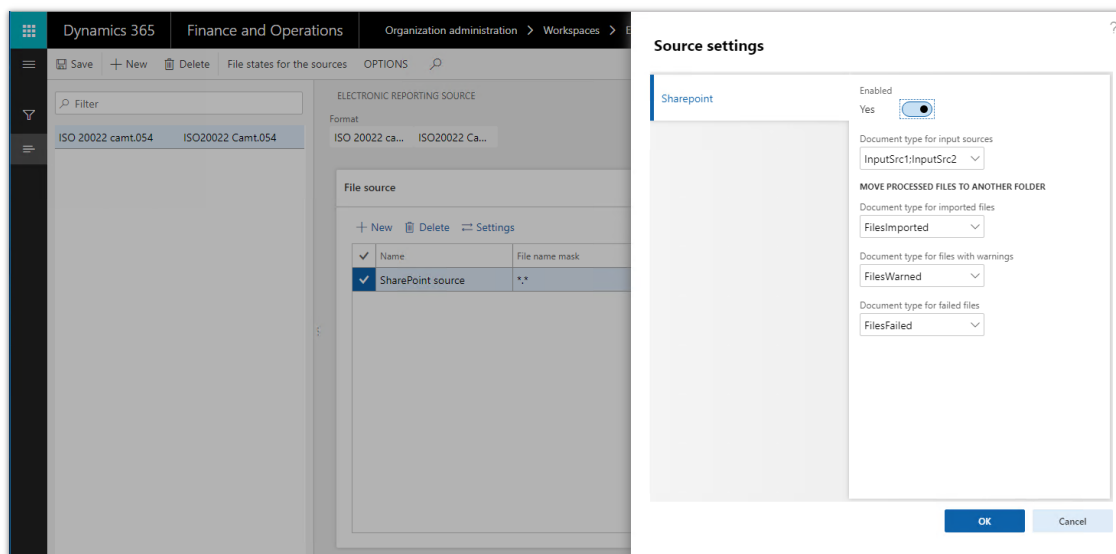 Dynamics 365 Finance and Operations Organization administration > Workspaces > E
?
Source settings
Save + New Delete File states for the sources OPTIONS
Filter
ISO 20022 camt.054 ISO20022 Camt.054
ELECTRONIC REPORTING SOURCE
Format
ISO 20022 ca... ISO20022 Ca...
File source
+ New Delete Settings
Name File name mask
SharePoint source *.*
Sharepoint
Enabled
Yes
Document type for input sources
InputSrc1;InputSrc2
MOVE PROCESSED FILES TO ANOTHER FOLDER
Document type for imported files
FilesImported
Document type for files with warnings
FilesWarned
Document type for failed files
FilesFailed
OK Cancel